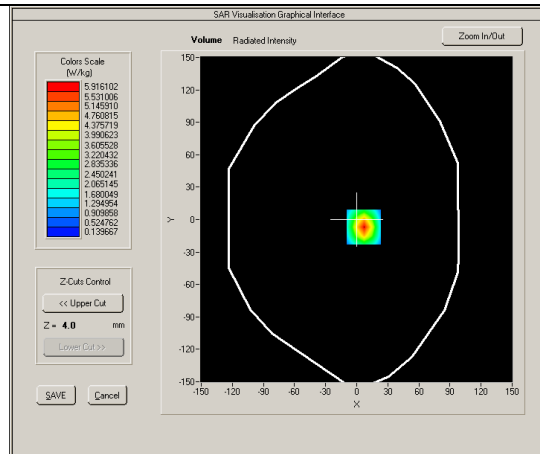 SAR Visualisation Graphical Interface
Volume Radiated Intensity
Zoom In/Out
Colors Scale
(W/kg)
5.916102
5.531006
5.145910
4.760815
4.375719
3.990623
3.605528
3.220432
2.835336
2.450241
2.065145
1.680049
1.294954
0.909858
0.524762
0.139667
Z-Cuts Control
<< Upper Cut
Z = 4.0 mm
Lower Cut >>
SAVE Cancel
150-
120-
90-
60-
30-
0-
-30-
-60-
-90-
-120-
-150-
Y
-150 -120 -90 -60 -30 0 30 60 90 120 150
X